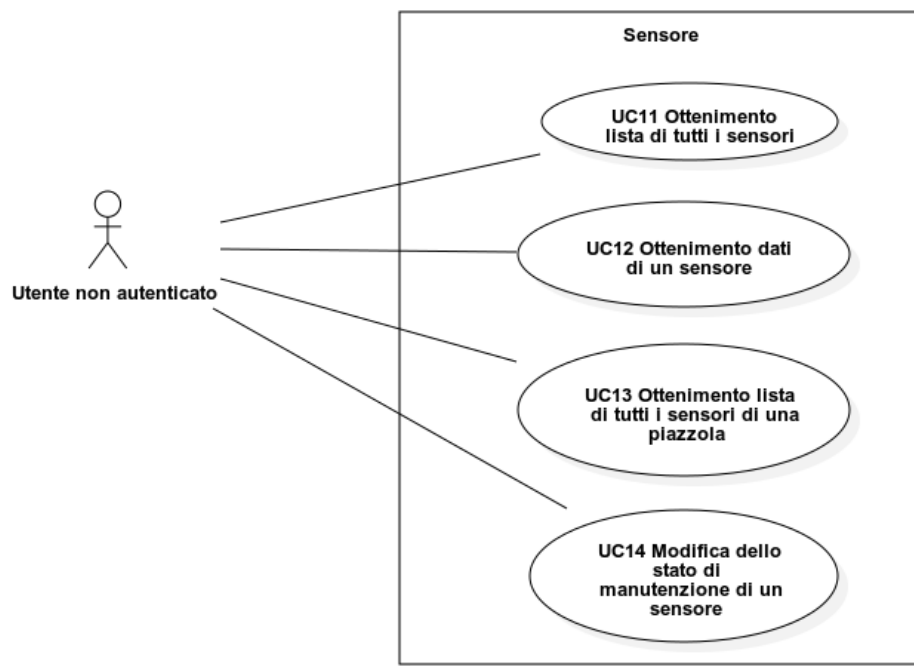 Sensore
UC11 Ottenimento
lista di tutti i sensori
UC12 Ottenimento dati
di un sensore
Utente non autenticato
UC13 Ottenimento lista
di tutti i sensori di una
piazzola
UC14 Modifica dello
stato di
manutenzione di un
sensore